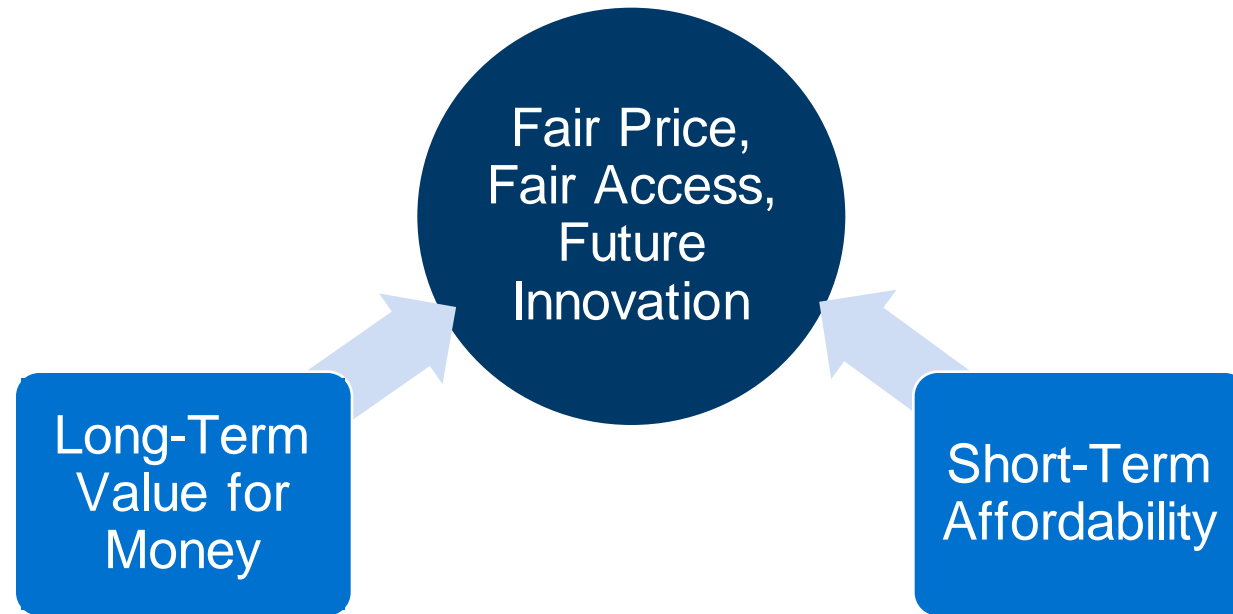 Fair Price,
Fair Access,
Future
Innovation
Long-Term
Value for
Money
Short-Term
Affordability